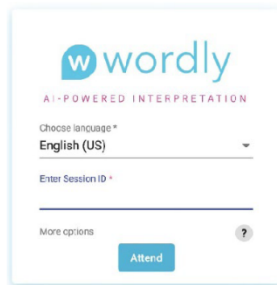 w wordly
AI-POWERED INTERPRETATION
Choose language *
English (US)
Enter Session ID *
More options ?
Attend